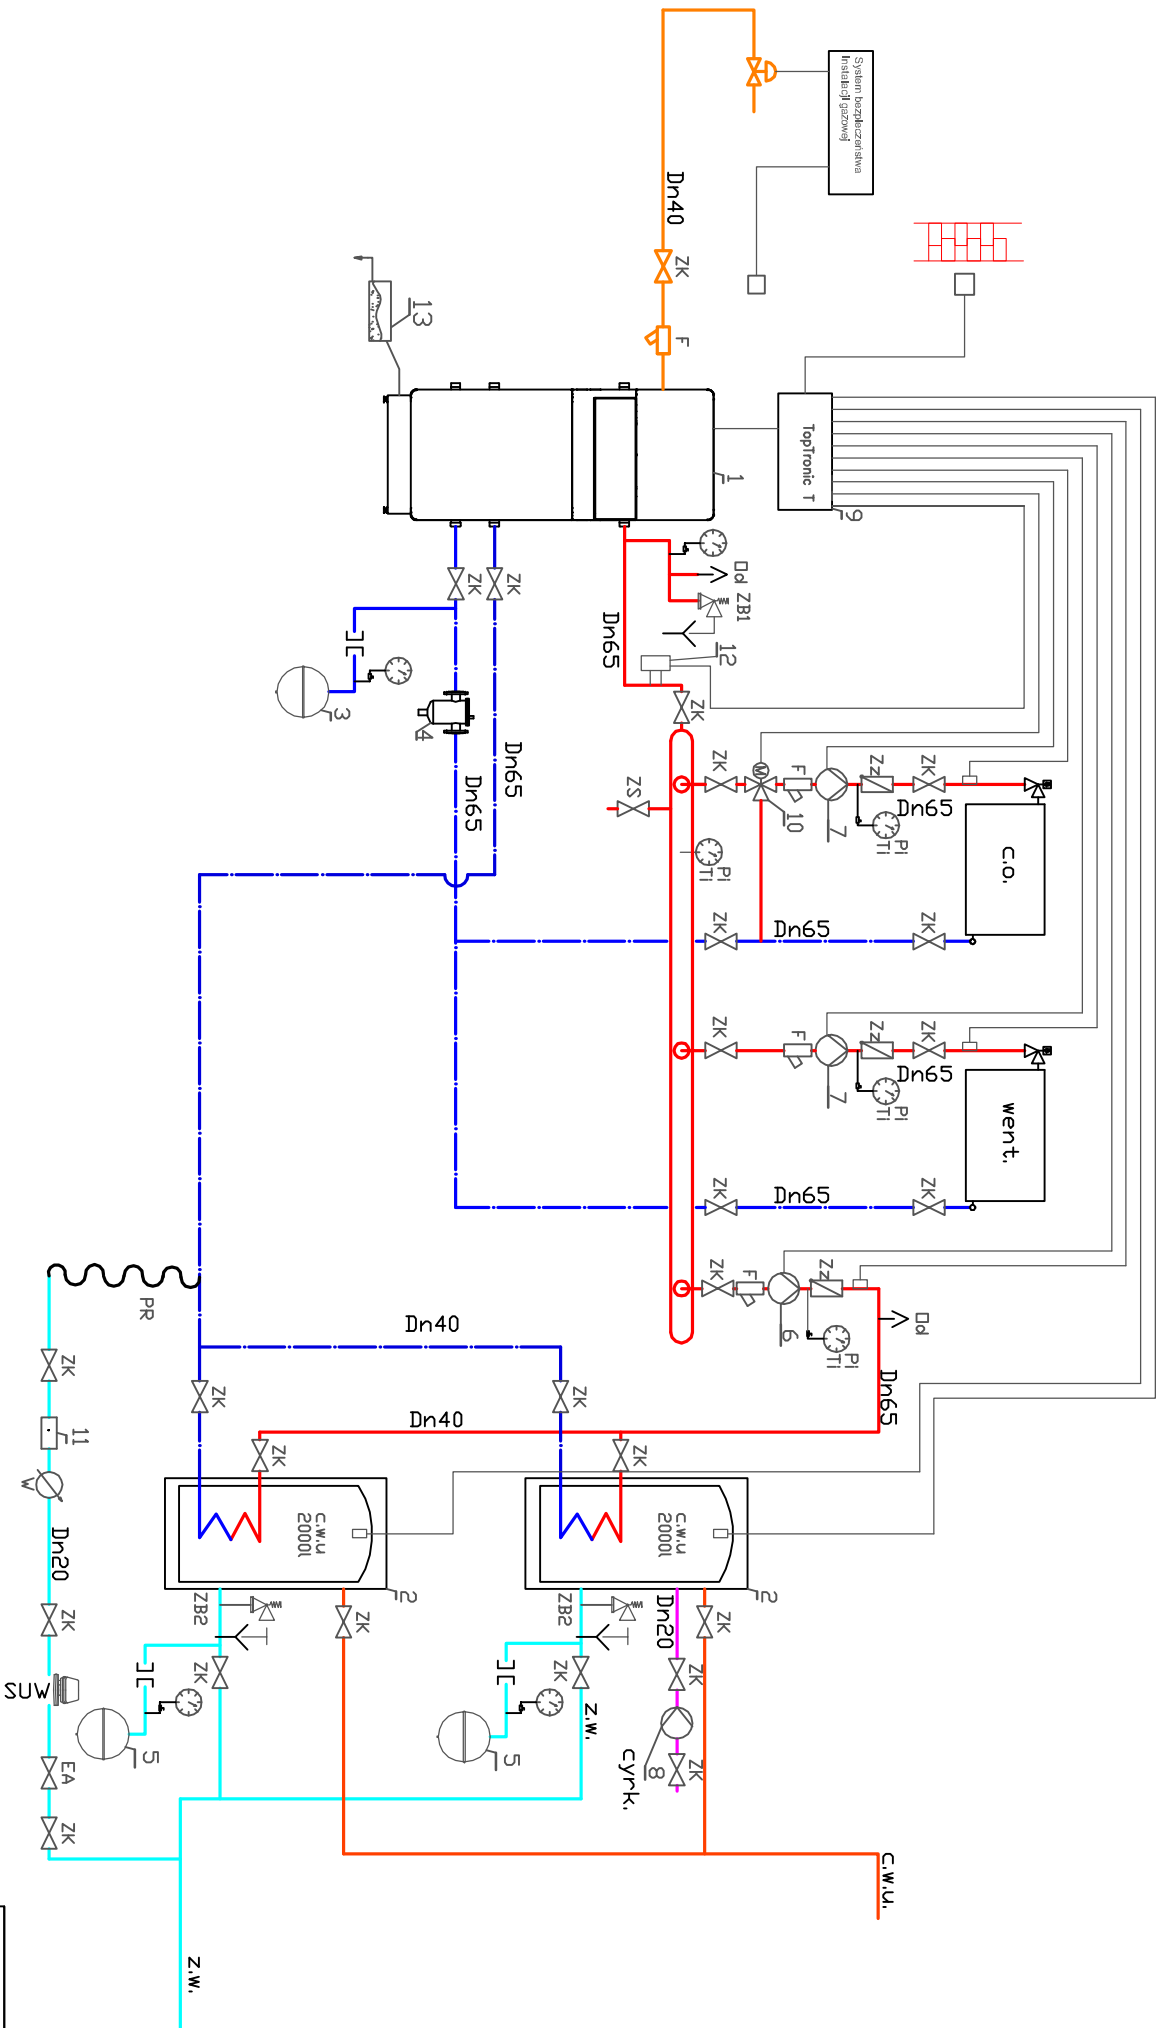 System bezpieczeństwa
instalacji gazowej
Dn40
ZK
F
13
TopTronic T
9
1
Od
ZB1
ZK
ZK
Dn65
12
ZK
3
4
Dn65
Dn65
ZS
Pi
Ti
ZK
M
10
F
7
Zz
Pi
Ti
ZK
Dn65
c.o.
ZK
Dn65
ZK
ZK
F
7
Zz
Pi
Ti
ZK
Dn65
went.
ZK
Dn65
ZK
ZK
F
6
Zz
Pi
Ti
Od
Dn65
PR
Dn40
ZK
ZK
Dn40
ZK
ZK
ZK
11
W
Dn20
c.w.u
2000l
2
c.w.u
2000l
2
ZB2
ZK
ZB2
Dn20
ZK
ZK
SUW
ZK
5
ZK
z.w.
5
ZK
8
ZK
cyrk.
EA
ZK
c.w.u.
z.w.